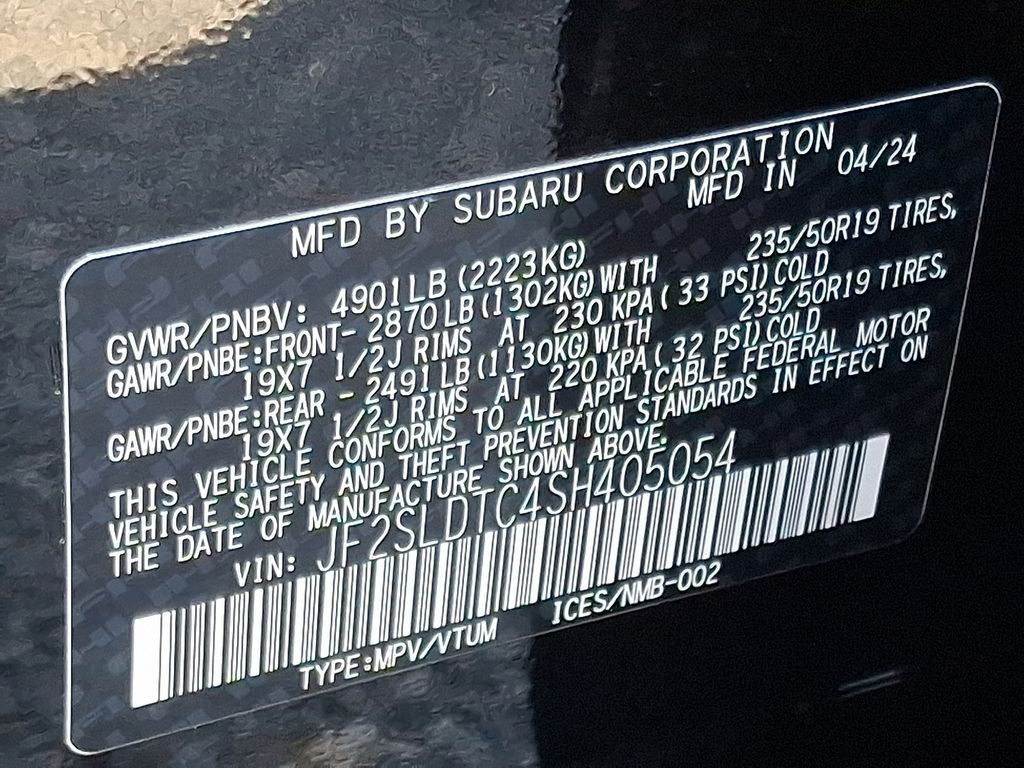 MFD BY SUBARU CORPORATION
MFD IN 04/24
GVWR/PNBV: 4901LB (2223KG)
GAWR/PNBE:FRONT- 2870LB(1302KG)WITH 235/50R19 TIRES,
19X7 1/2J RIMS AT 230 KPA( 33 PSI)COLD
GAWR/PNBE:REAR - 2491LB(1130KG)WITH 235/50R19 TIRES,
19X7 1/2J RIMS AT 220 KPA( 32 PSI)COLD
THIS VEHICLE CONFORMS TO ALL APPLICABLE FEDERAL MOTOR
VEHICLE SAFETY AND THEFT PREVENTION STANDARDS IN EFFECT ON
THE DATE OF MANUFACTURE SHOWN ABOVE.
VIN: JF2SLDTC4SH405054
TYPE:MPV/VTUM ICES/NMB-002